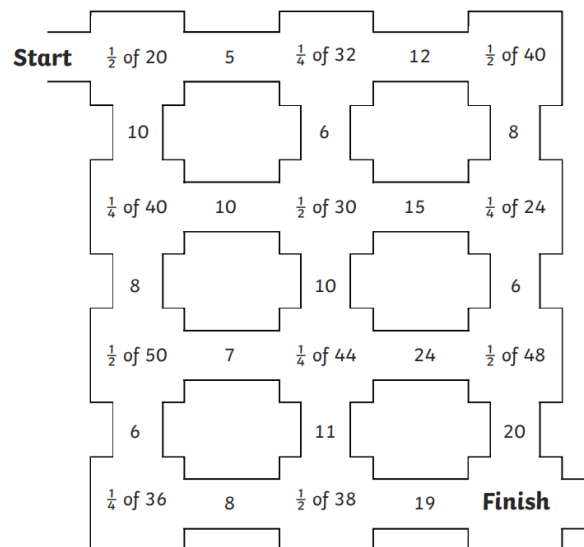 Start ½ of 20 5 ¼ of 32 12 ½ of 40
10 6 8
¼ of 40 10 ½ of 30 15 ¼ of 24
8 10 6
½ of 50 7 ¼ of 44 24 ½ of 48
6 11 20
¼ of 36 8 ½ of 38 19 Finish